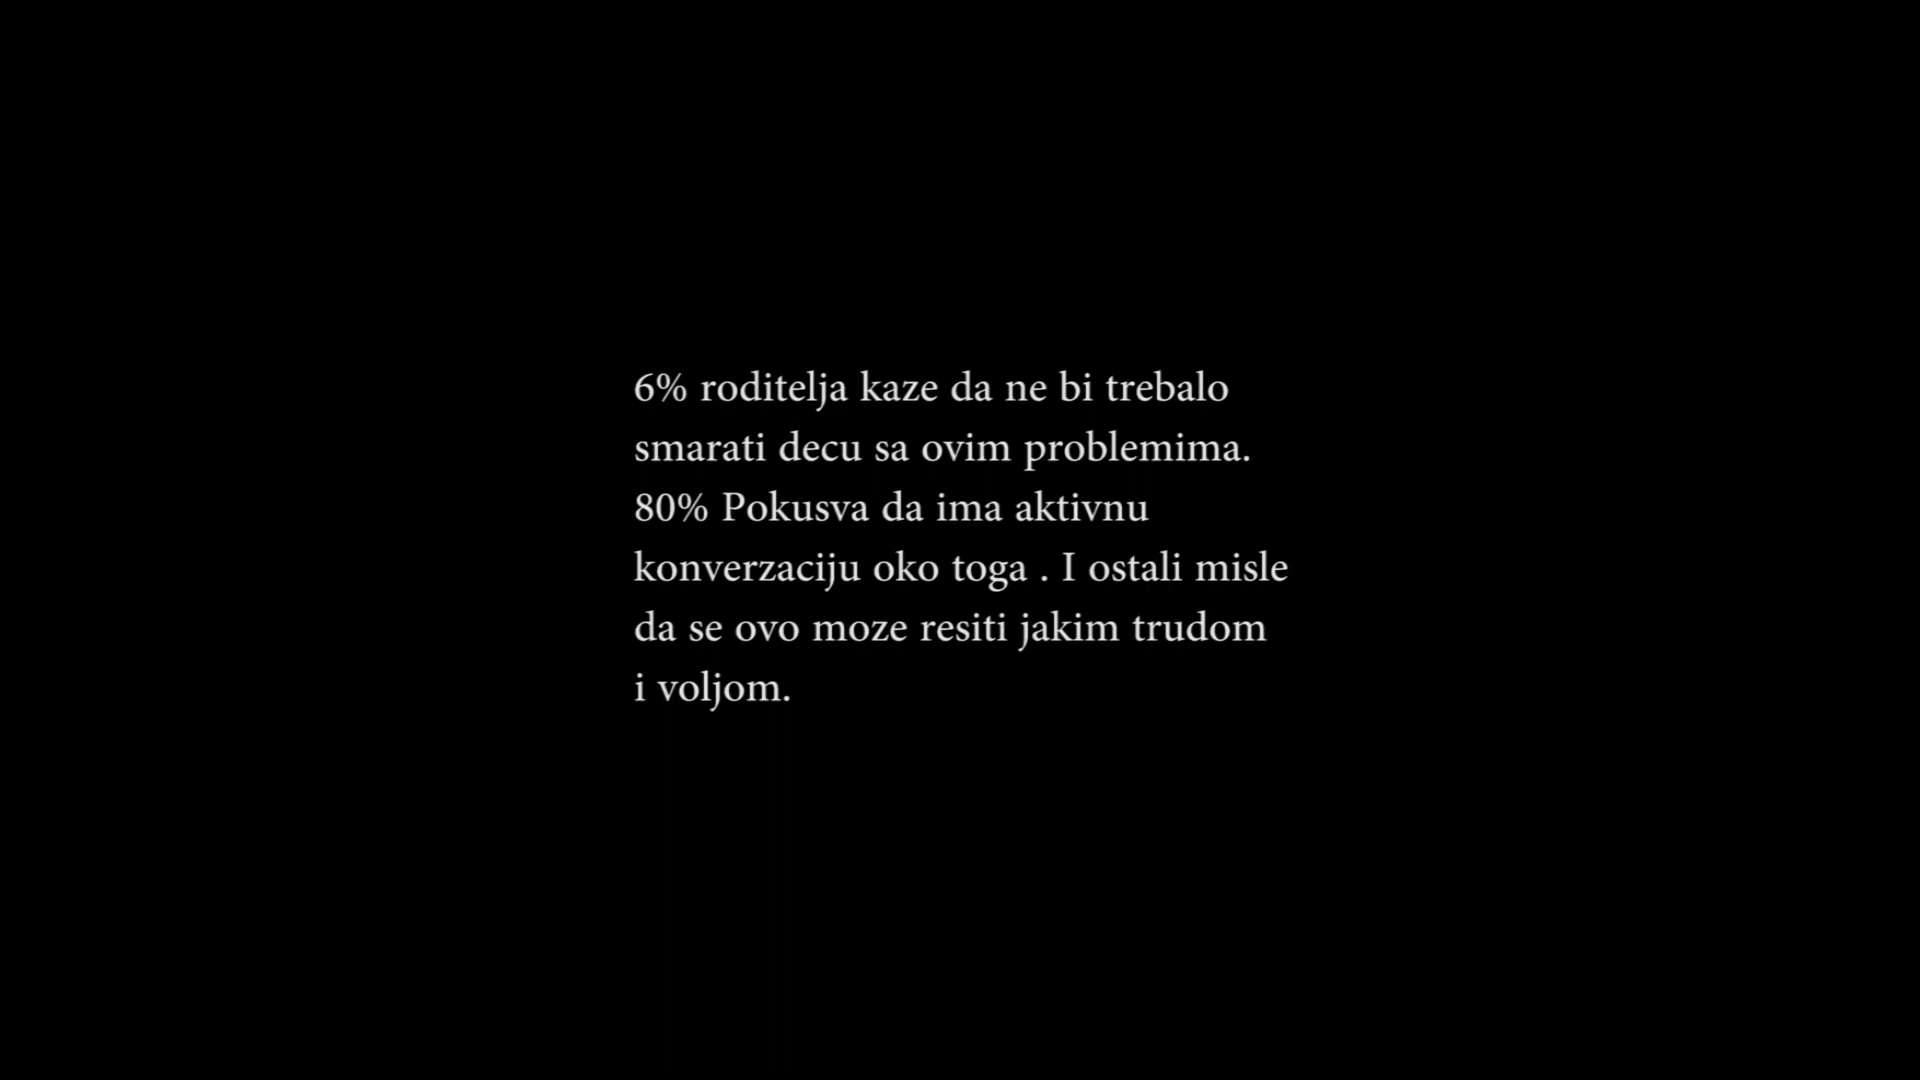 6% roditelja kaze da ne bi trebalo
smarati decu sa ovim problemima.
80% Pokusva da ima aktivnu
konverzaciju oko toga . I ostali misle
da se ovo moze resiti jakim trudom
i voljom.